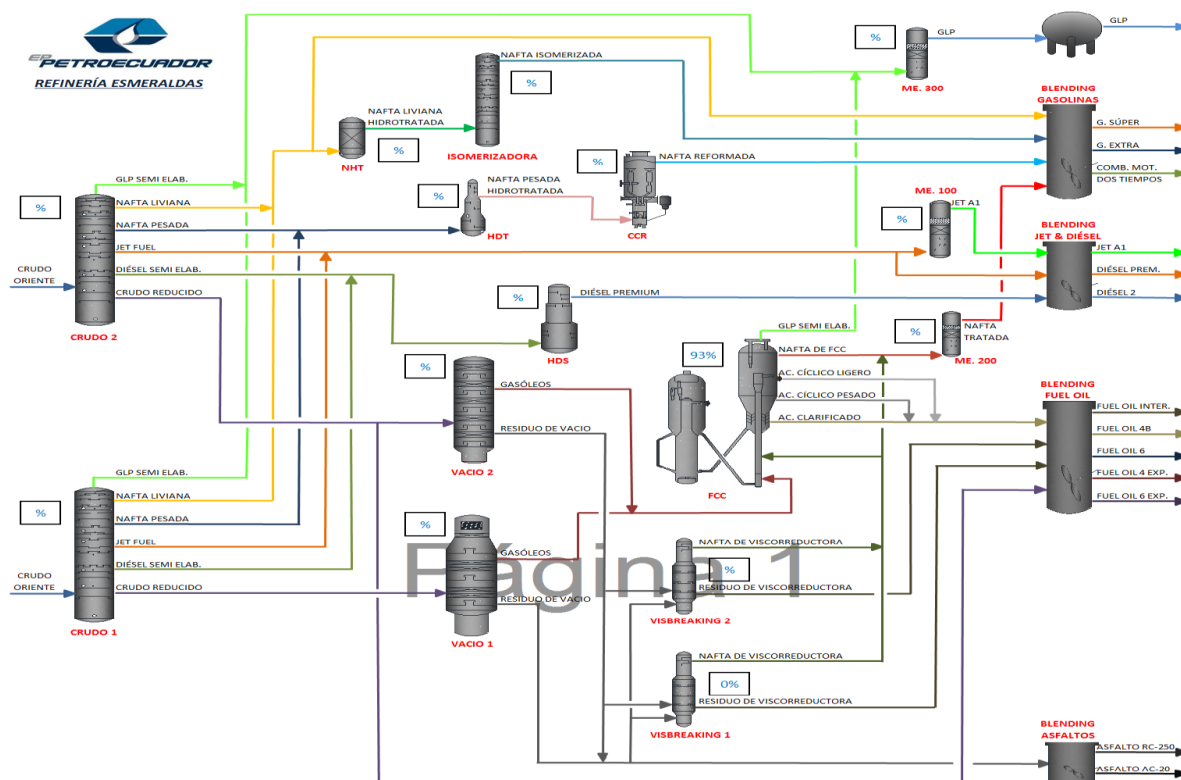 EP PETROECUADOR
REFINERÍA ESMERALDAS
%
GLP
GLP
ME. 300
NAFTA ISOMERIZADA
%
ISOMERIZADORA
NAFTA LIVIANA
HIDROTRATADA
%
NHT
BLENDING
GASOLINAS
G. SÚPER
G. EXTRA
COMB. MOT.
DOS TIEMPOS
%
NAFTA REFORMADA
CCR
NAFTA PESADA
HIDROTRATADA
%
HDT
ME. 100
JET A1
%
GLP SEMI ELAB.
%
NAFTA LIVIANA
NAFTA PESADA
JET FUEL
DIÉSEL SEMI ELAB.
CRUDO REDUCIDO
CRUDO
ORIENTE
CRUDO 2
BLENDING
JET & DIÉSEL
JET A1
DIÉSEL PREM.
DIÉSEL 2
%
DIÉSEL PREMIUM
HDS
%
NAFTA
TRATADA
ME. 200
GLP SEMI ELAB.
93%
NAFTA DE FCC
AC. CÍCLICO LIGERO
AC. CÍCLICO PESADO
AC. CLARIFICADO
FCC
%
GASÓLEOS
RESIDUO DE VACIO
VACIO 2
BLENDING
FUEL OIL
FUEL OIL INTER.
FUEL OIL 4B
FUEL OIL 6
FUEL OIL 4 EXP.
FUEL OIL 6 EXP.
GLP SEMI ELAB.
%
NAFTA LIVIANA
NAFTA PESADA
JET FUEL
DIÉSEL SEMI ELAB.
CRUDO REDUCIDO
CRUDO
ORIENTE
CRUDO 1
%
GASÓLEOS
RESIDUO DE VACIO
VACIO 1
Página 1
NAFTA DE VISCORREDUCTORA
%
RESIDUO DE VISCORREDUCTORA
VISBREAKING 2
NAFTA DE VISCORREDUCTORA
0%
RESIDUO DE VISCORREDUCTORA
VISBREAKING 1
BLENDING
ASFALTOS
ASFALTO RC-250
ASFALTO AC-20